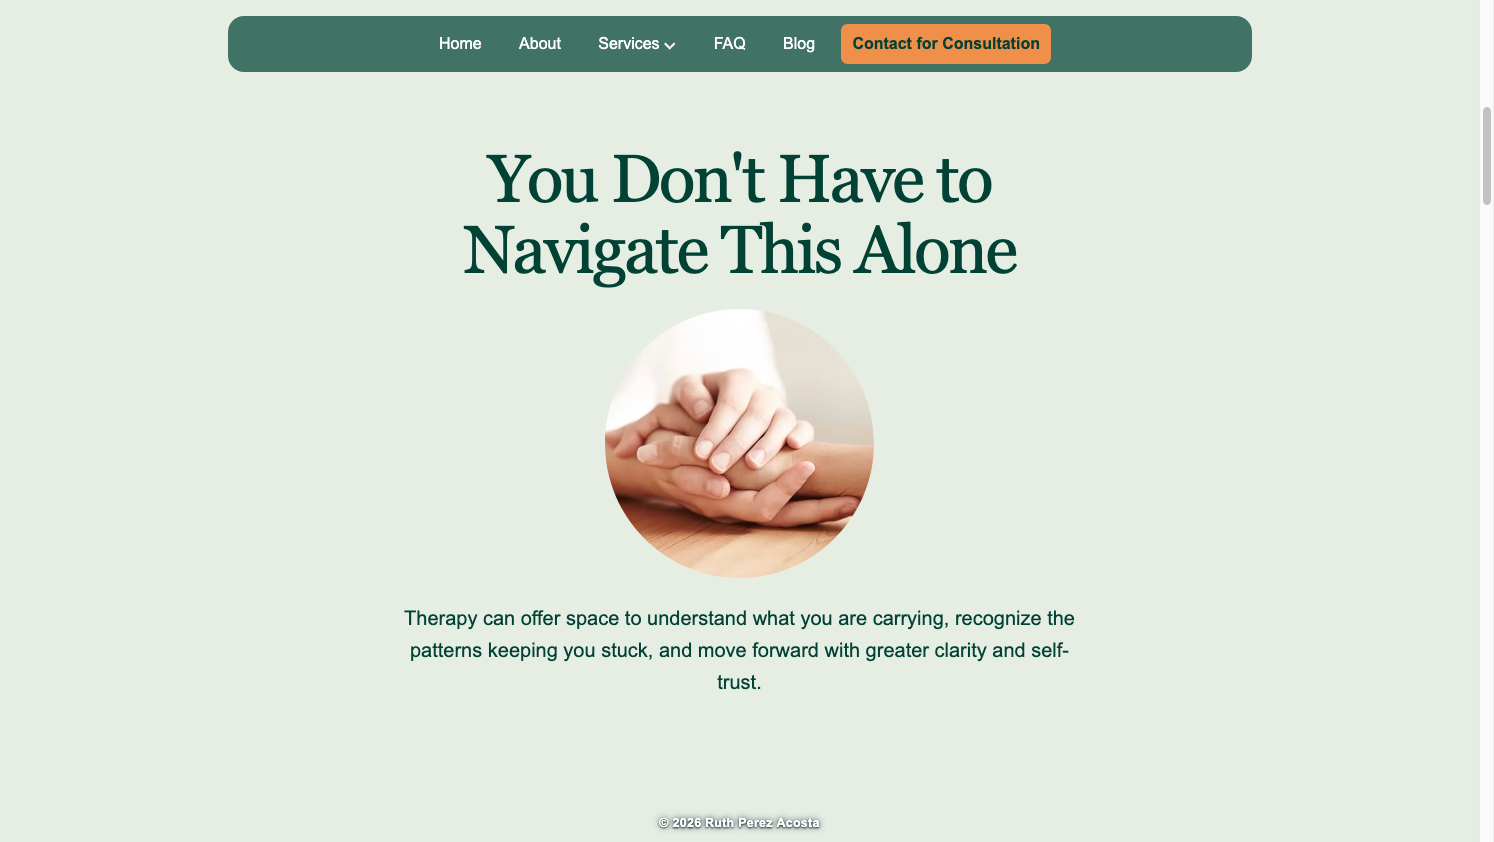 Home About Services FAQ Blog Contact for Consultation
You Don't Have to
Navigate This Alone
Therapy can offer space to understand what you are carrying, recognize the
patterns keeping you stuck, and move forward with greater clarity and self-
trust.
© 2026 Ruth Perez Acosta